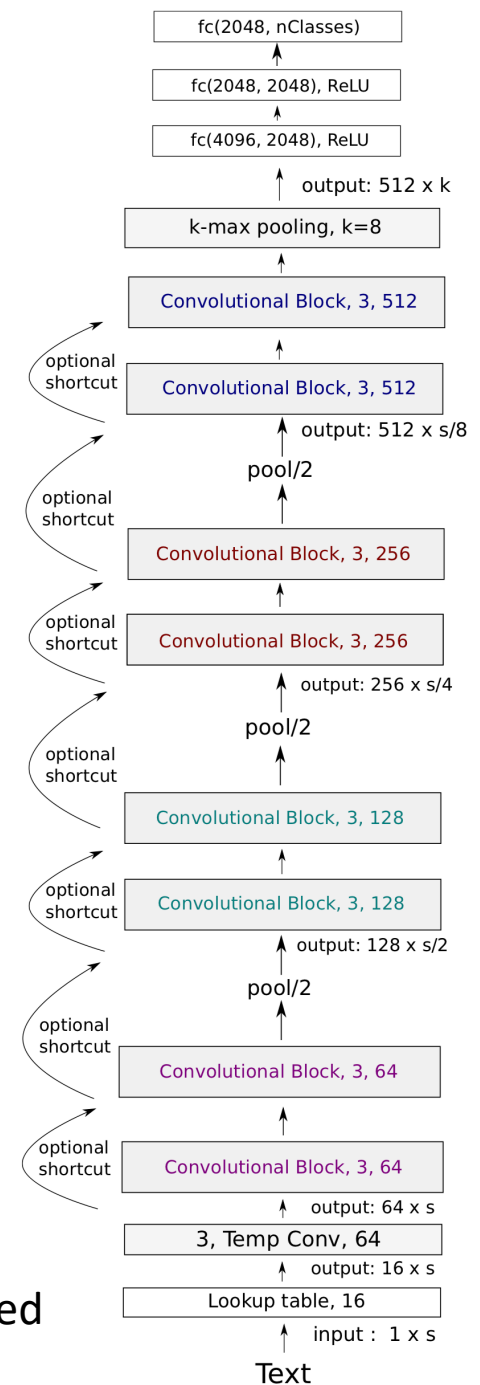 fc(2048, nClasses)
fc(2048, 2048), ReLU
fc(4096, 2048), ReLU
output: 512 x k
k-max pooling, k=8
Convolutional Block, 3, 512
optional
shortcut
Convolutional Block, 3, 512
output: 512 x s/8
pool/2
optional
shortcut
Convolutional Block, 3, 256
optional
shortcut
Convolutional Block, 3, 256
output: 256 x s/4
pool/2
optional
shortcut
Convolutional Block, 3, 128
optional
shortcut
Convolutional Block, 3, 128
output: 128 x s/2
pool/2
optional
shortcut
Convolutional Block, 3, 64
optional
shortcut
Convolutional Block, 3, 64
output: 64 x s
3, Temp Conv, 64
output: 16 x s
Lookup table, 16
ed
input : 1 x s
Text